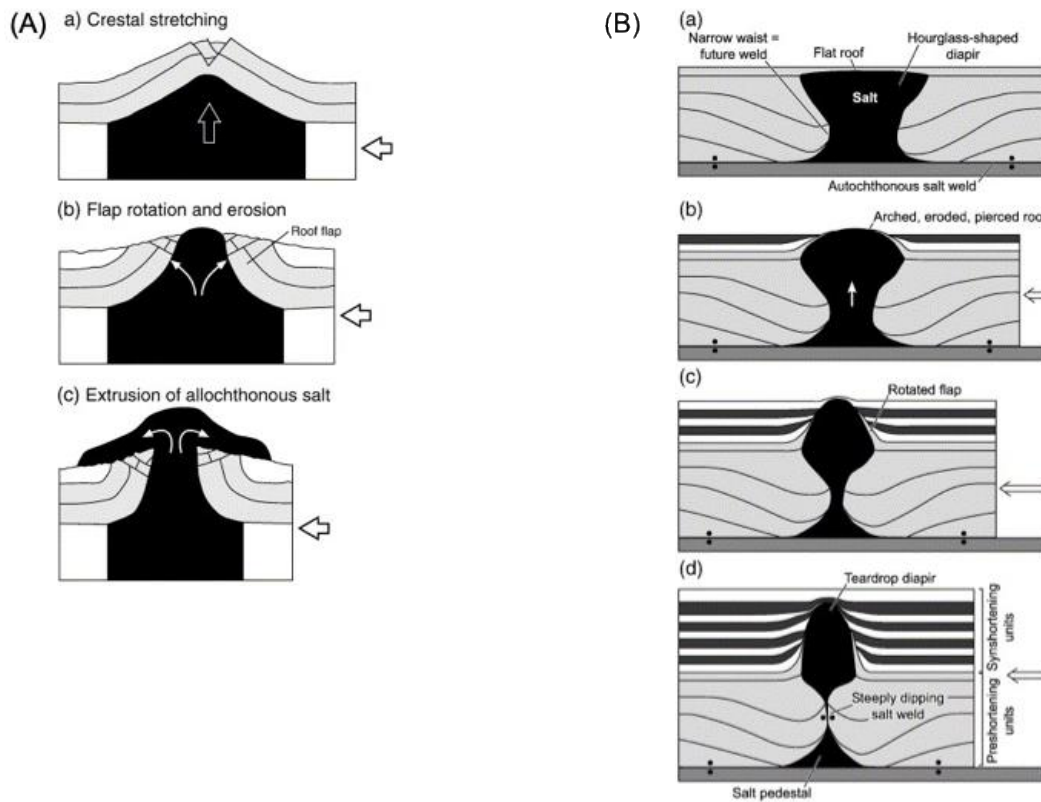 (A)
a) Crestal stretching
(b) Flap rotation and erosion
Roof flap
(c) Extrusion of allochthonous salt
(B)
(a)
Narrow waist =
future weld
Flat roof
Hourglass-shaped
diapir
Salt
Autochthonous salt weld
(b)
Arched, eroded, pierced roo
(c)
Rotated flap
(d)
Teardrop diapir
Steeply dipping
salt weld
Salt pedestal
Synshortening
units
Preshortening
units